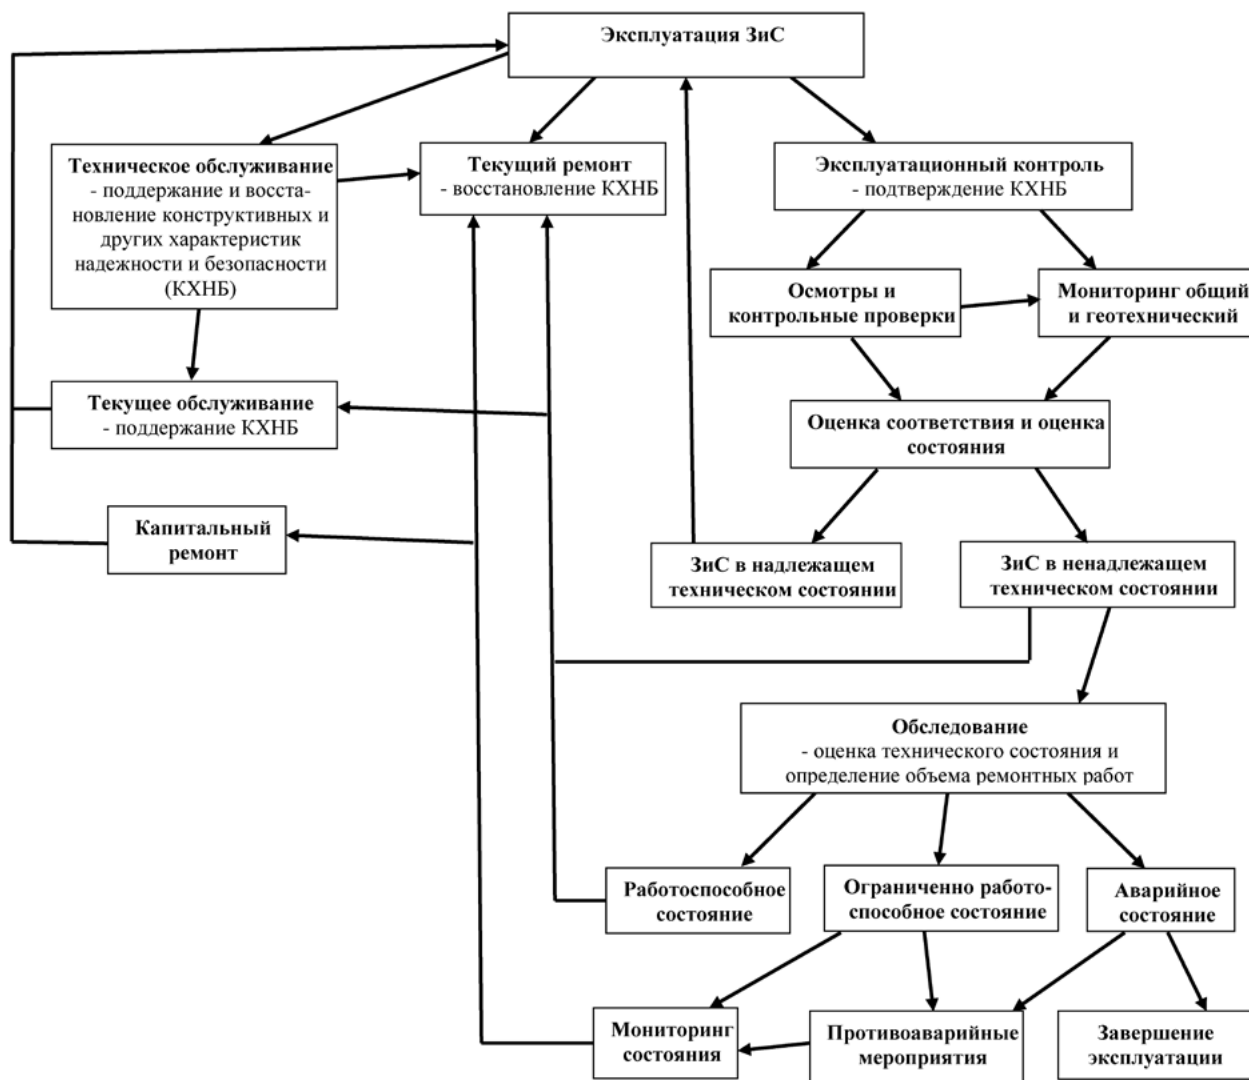 Эксплуатация ЗиС
Техническое обслуживание
- поддержание и восста-
новление конструктивных и
других характеристик
надежности и безопасности
(КХНБ)
Текущий ремонт
- восстановление КХНБ
Эксплуатационный контроль
- подтверждение КХНБ
Осмотры и
контрольные проверки
Мониторинг общий
и геотехнический
Текущее обслуживание
- поддержание КХНБ
Оценка соответствия и оценка
состояния
Капитальный
ремонт
ЗиС в надлежащем
техническом состоянии
ЗиС в ненадлежащем
техническом состоянии
Обследование
- оценка технического состояния и
определение объема ремонтных работ
Работоспособное
состояние
Ограниченно работо-
способное состояние
Аварийное
состояние
Мониторинг
состояния
Противоаварийные
мероприятия
Завершение
эксплуатации